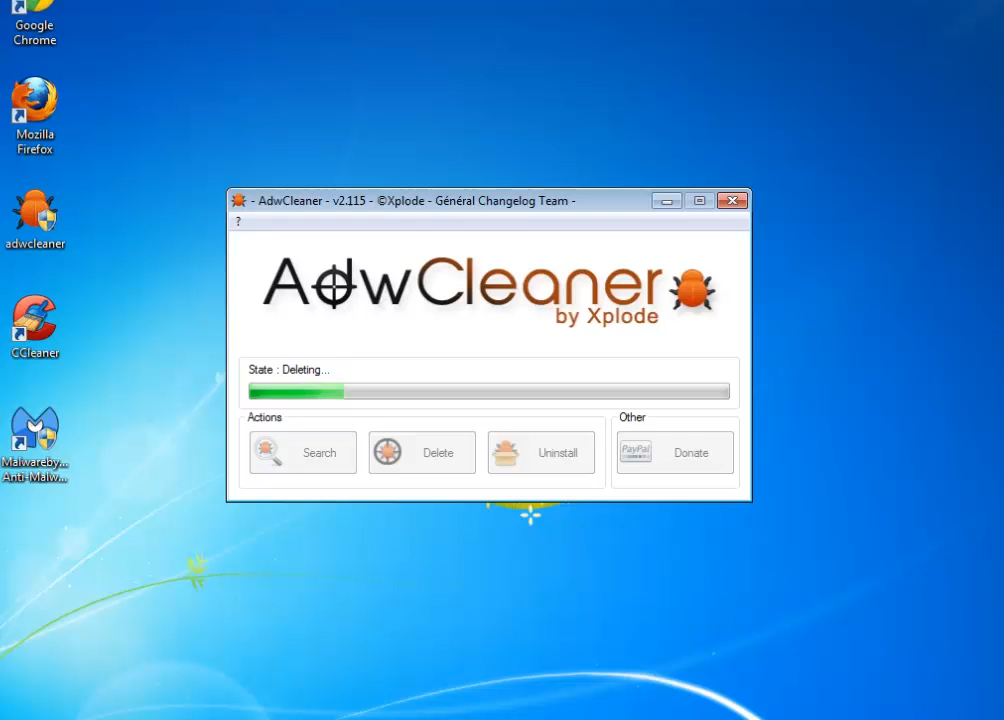 Google
Chrome
Mozilla
Firefox
adwcleaner
CCleaner
Malwareby...
Anti-Malw...
- AdwCleaner - v2.115 - ©Xplode - Général Changelog Team -
?
AdwCleaner
by Xplode
State : Deleting...
Actions
Search
Delete
Uninstall
Other
PayPal
Donate